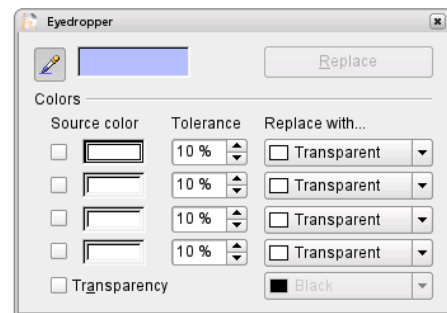 Eyedropper
Replace
Colors
Source color Tolerance Replace with...
10 % Transparent
10 % Transparent
10 % Transparent
10 % Transparent
Transparency Black